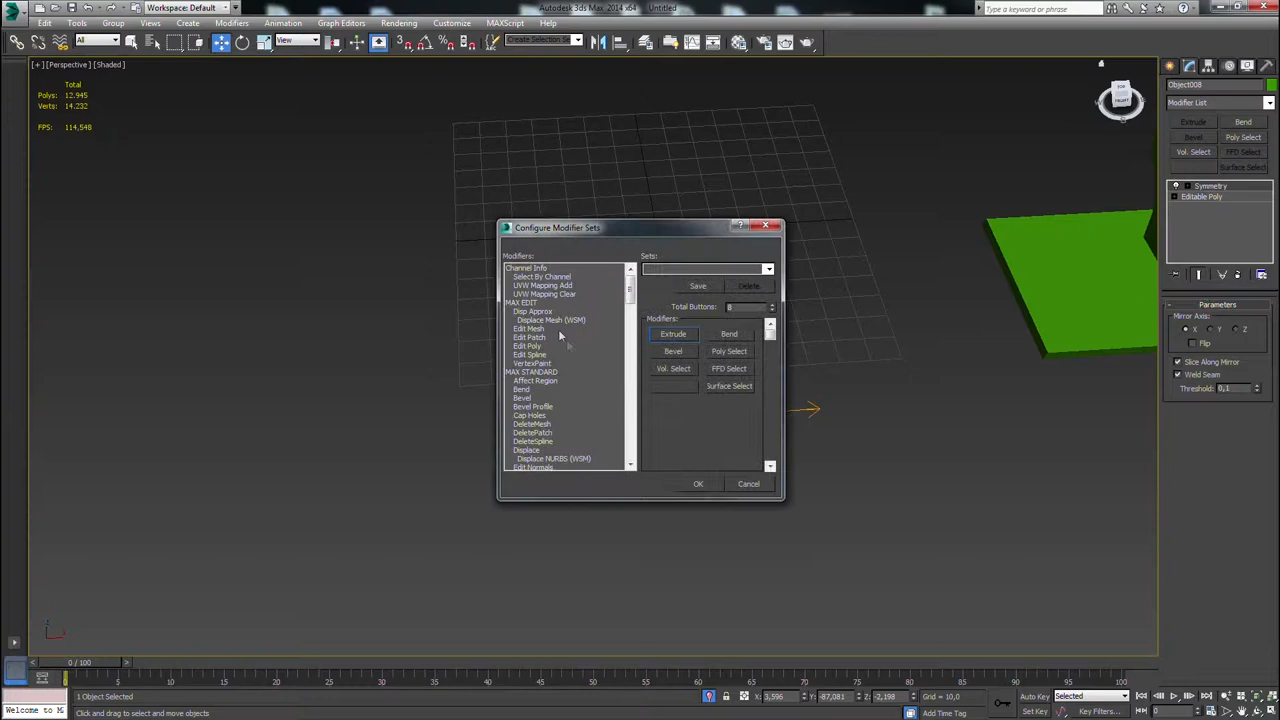 Workspace: Default
Autodesk 3ds Max 2014 x64
Untitled
Type a keyword or phrase
Edit Tools Group Views Create Modifiers Animation Graph Editors Rendering Customize MAXScript Help
All
View
Create Selection Se
[+] [Perspective] [Shaded]
Total
Polys: 12.945
Verts: 14.232
FPS: 114,548
TOP
FRONT
Object008
Modifier List
Extrude Bend
Bevel Poly Select
Vol. Select FFD Select
Surface Select
Symmetry
Editable Poly
Parameters
Mirror Axis:
X Y Z
Flip
Slice Along Mirror
Weld Seam
Threshold: 0,1
Configure Modifier Sets
Modifiers:
Channel Info
Select By Channel
UVW Mapping Add
UVW Mapping Clear
MAX EDIT
Disp Approx
Displace Mesh (WSM)
Edit Mesh
Edit Patch
Edit Poly
Edit Spline
VertexPaint
MAX STANDARD
Affect Region
Bend
Bevel
Bevel Profile
Cap Holes
DeleteMesh
DeletePatch
DeleteSpline
Displace
Displace NURBS (WSM)
Edit Normals
Sets:
Save Delete
Total Buttons: 8
Modifiers:
Extrude Bend
Bevel Poly Select
Vol. Select FFD Select
Surface Select
OK Cancel
z
x
0 / 100
0 5 10 15 20 25 30 35 40 45 50 55 60 65 70 75 80 85 90 95 100
1 Object Selected
X: 3,596 Y: -87,081 Z: -2,198 Grid = 10,0
Auto Key Selected
Welcome to M
Click and drag to select and move objects
Add Time Tag
Set Key Key Filters...
0